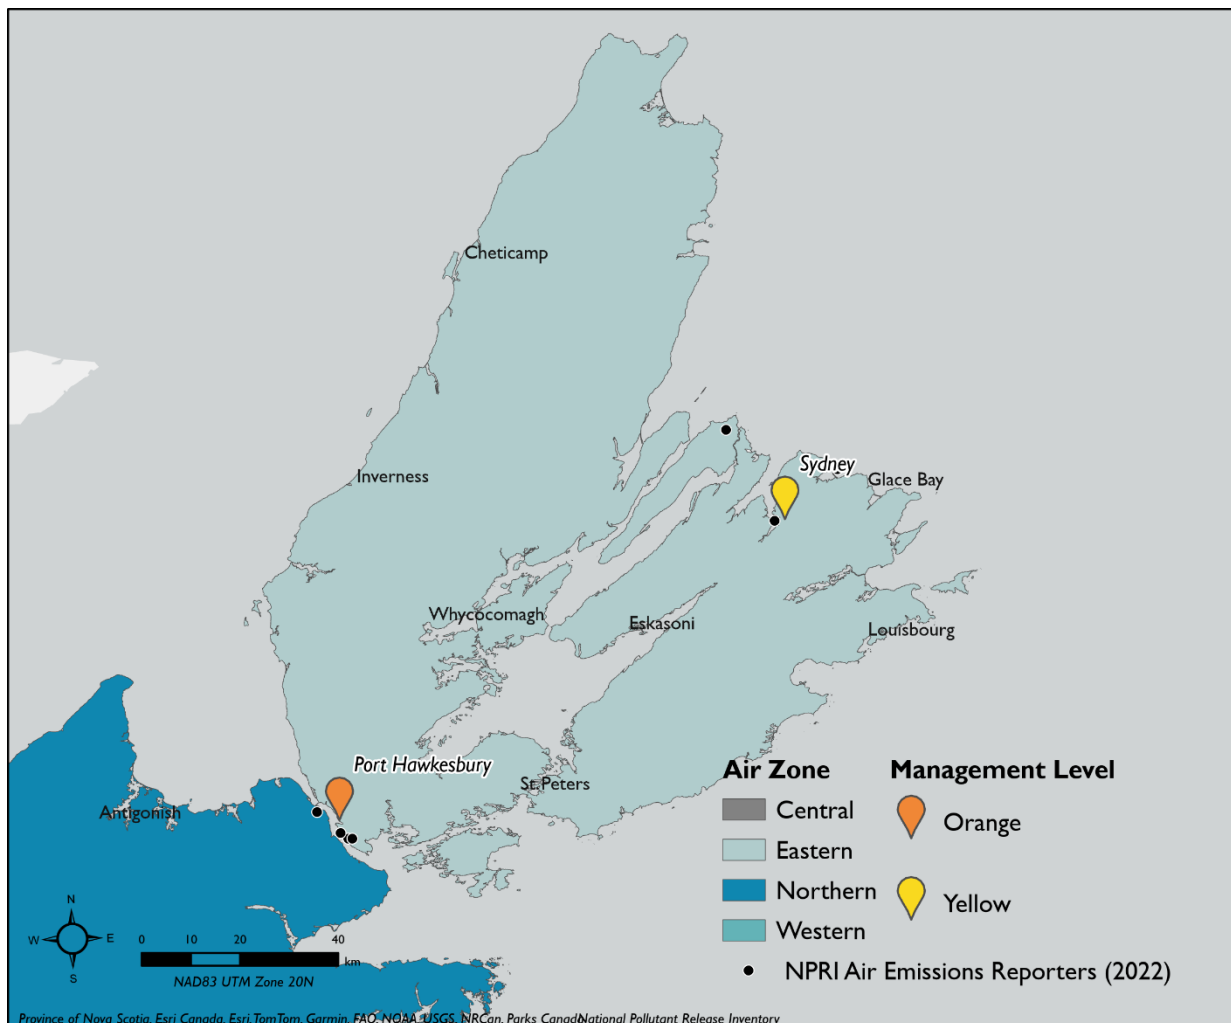 Cheticamp
Inverness
Sydney
Glace Bay
Whycocomagh
Eskasoni
Louisbourg
Port Hawkesbury
St. Peters
Antigonish
Air Zone
Central
Eastern
Northern
Western
Management Level
Orange
Yellow
NPRI Air Emissions Reporters (2022)
N
W E
S
0 10 20 40
km
NAD83 UTM Zone 20N
Province of Nova Scotia, Esri Canada, Esri, TomTom, Garmin, FAO, NOAA, USGS, NRCan, Parks Canada
National Pollutant Release Inventory